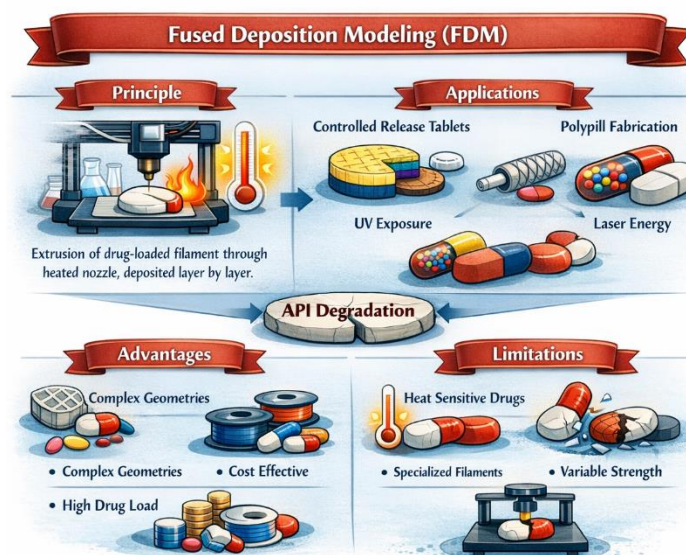 Fused Deposition Modeling (FDM)
Principle
Extrusion of drug-loaded filament through
heated nozzle, deposited layer by layer.
Applications
Controlled Release Tablets
Polypill Fabrication
UV Exposure
Laser Energy
API Degradation
Advantages
Complex Geometries
• Complex Geometries
• Cost Effective
• High Drug Load
Limitations
Heat Sensitive Drugs
• Specialized Filaments
• Variable Strength